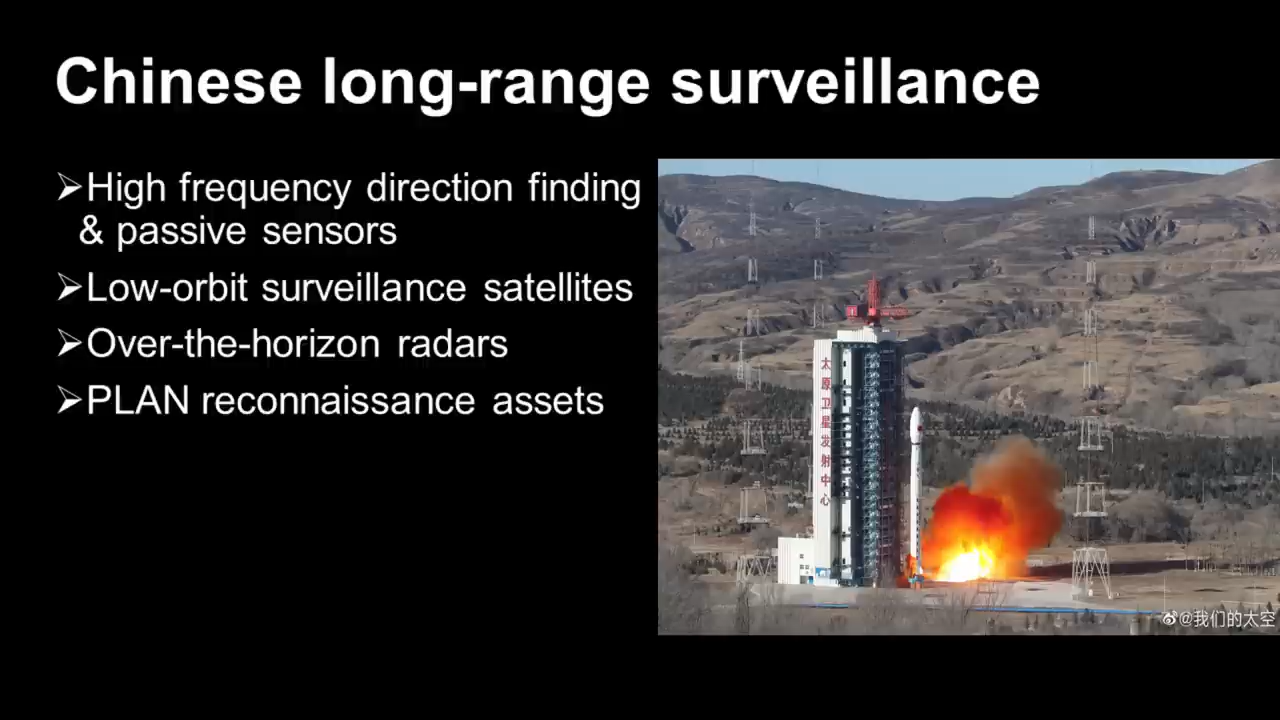 Chinese long-range surveillance
➢High frequency direction finding
& passive sensors
➢Low-orbit surveillance satellites
➢Over-the-horizon radars
➢PLAN reconnaissance assets
太原卫星发射中心
@我们的太空